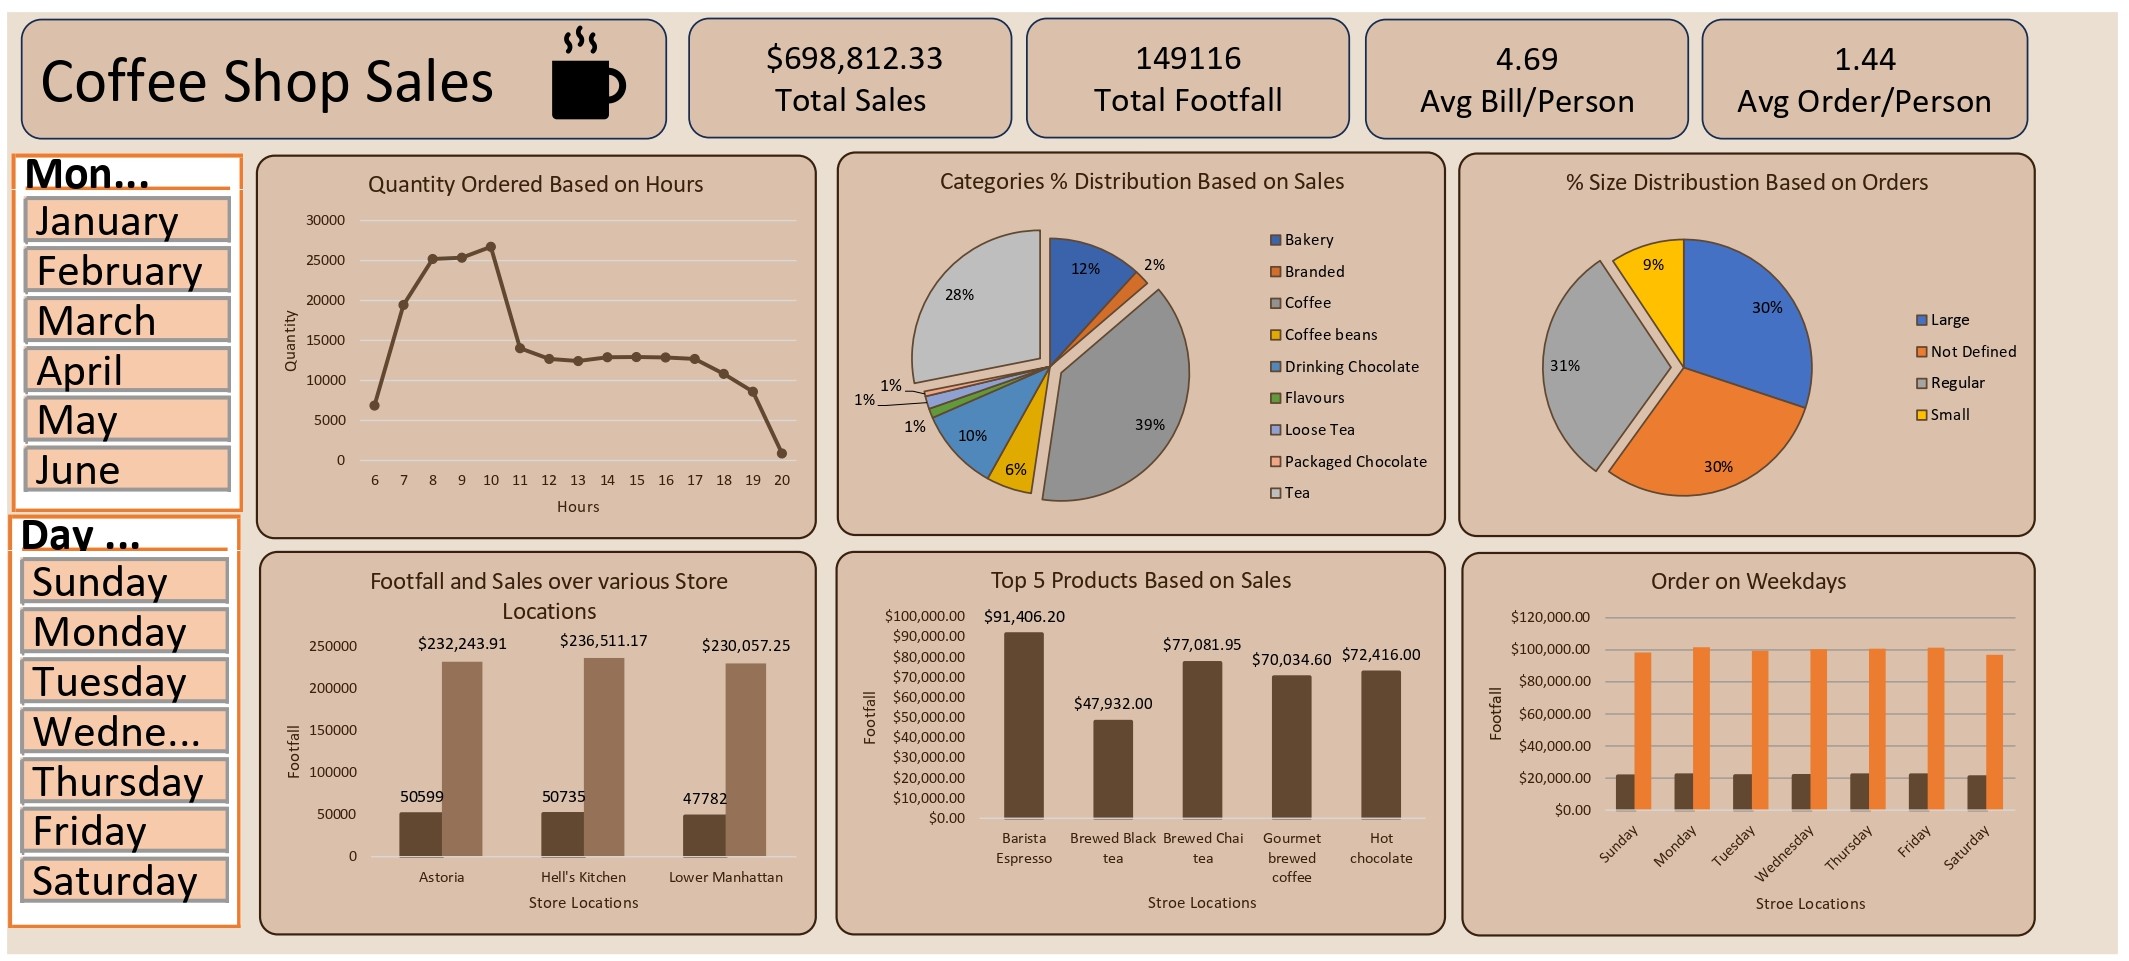 Coffee Shop Sales
$698,812.33
Total Sales
149116
Total Footfall
4.69
Avg Bill/Person
1.44
Avg Order/Person
Mon...
January
February
March
April
May
June
Day ...
Sunday
Monday
Tuesday
Wedne...
Thursday
Friday
Saturday
Quantity Ordered Based on Hours
30000
25000
20000
15000
10000
5000
0
Quantity
6 7 8 9 10 11 12 13 14 15 16 17 18 19 20
Hours
Categories % Distribution Based on Sales
12%
2%
28%
39%
1%
1%
1%
10%
6%
Bakery
Branded
Coffee
Coffee beans
Drinking Chocolate
Flavours
Loose Tea
Packaged Chocolate
Tea
% Size Distribustion Based on Orders
9%
30%
31%
30%
Large
Not Defined
Regular
Small
Footfall and Sales over various Store
Locations
250000
200000
150000
100000
50000
0
Footfall
$232,243.91
$236,511.17
$230,057.25
50599
50735
47782
Astoria
Hell's Kitchen
Lower Manhattan
Store Locations
Top 5 Products Based on Sales
$100,000.00
$90,000.00
$80,000.00
$70,000.00
$60,000.00
$50,000.00
$40,000.00
$30,000.00
$20,000.00
$10,000.00
$0.00
Footfall
$91,406.20
$47,932.00
$77,081.95
$70,034.60
$72,416.00
Barista
Espresso
Brewed Black
tea
Brewed Chai
tea
Gourmet
brewed
coffee
Hot
chocolate
Stroe Locations
Order on Weekdays
$120,000.00
$100,000.00
$80,000.00
$60,000.00
$40,000.00
$20,000.00
$0.00
Footfall
Sunday
Monday
Tuesday
Wednesday
Thursday
Friday
Saturday
Stroe Locations